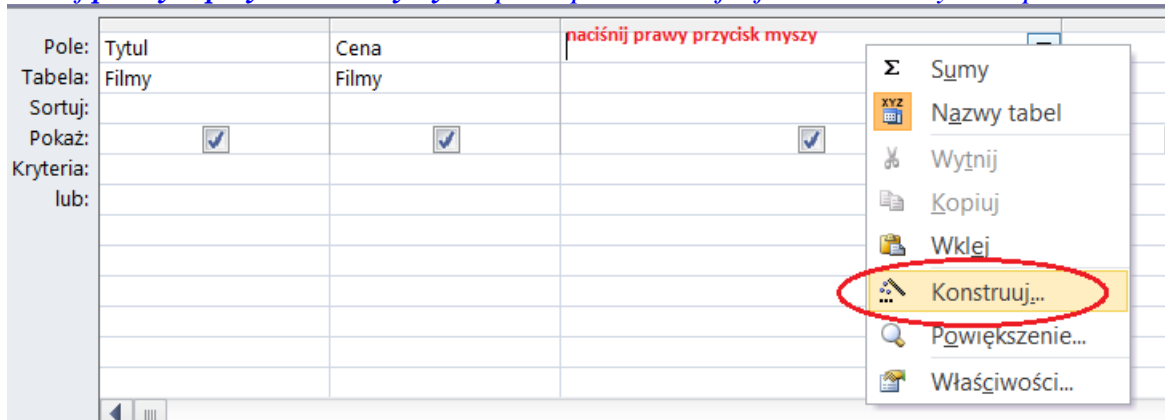 naciśnij prawy przycisk myszy
Pole: Tytul Cena
Tabela: Filmy Filmy
Sortuj:
Pokaż:
Kryteria:
lub:
Σ Sumy
XYZ Nazwy tabel
Wytnij
Kopiuj
Wklej
Konstruuj...
Powiększenie...
Właściwości...